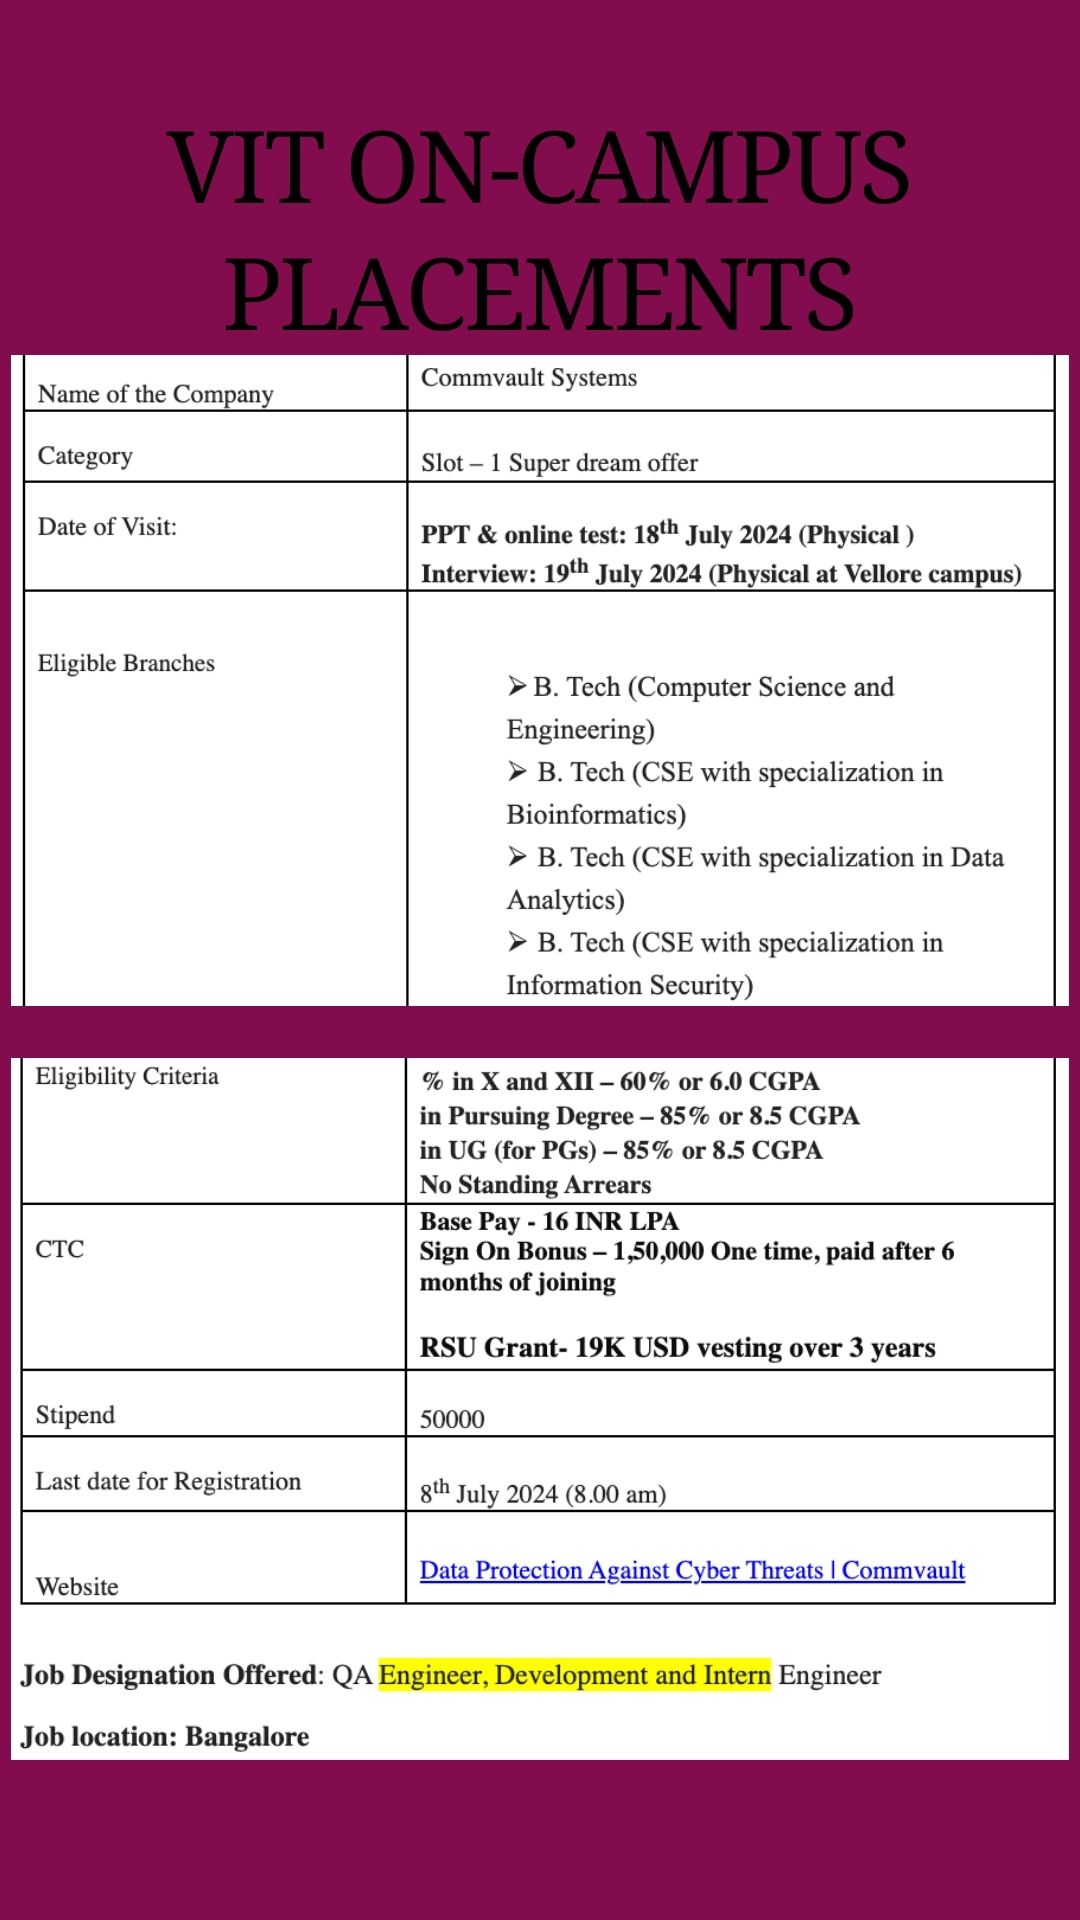 VIT ON-CAMPUS
PLACEMENTS
Name of the Company
Commvault Systems
Category
Slot – 1 Super dream offer
Date of Visit:
PPT & online test: 18th July 2024 (Physical )
Interview: 19th July 2024 (Physical at Vellore campus)
Eligible Branches
➢ B. Tech (Computer Science and
Engineering)
➢ B. Tech (CSE with specialization in
Bioinformatics)
➢ B. Tech (CSE with specialization in Data
Analytics)
➢ B. Tech (CSE with specialization in
Information Security)
Eligibility Criteria
% in X and XII – 60% or 6.0 CGPA
in Pursuing Degree – 85% or 8.5 CGPA
in UG (for PGs) – 85% or 8.5 CGPA
No Standing Arrears
CTC
Base Pay - 16 INR LPA
Sign On Bonus – 1,50,000 One time, paid after 6
months of joining
RSU Grant- 19K USD vesting over 3 years
Stipend
50000
Last date for Registration
8th July 2024 (8.00 am)
Website
Data Protection Against Cyber Threats | Commvault
Job Designation Offered: QA Engineer, Development and Intern Engineer
Job location: Bangalore